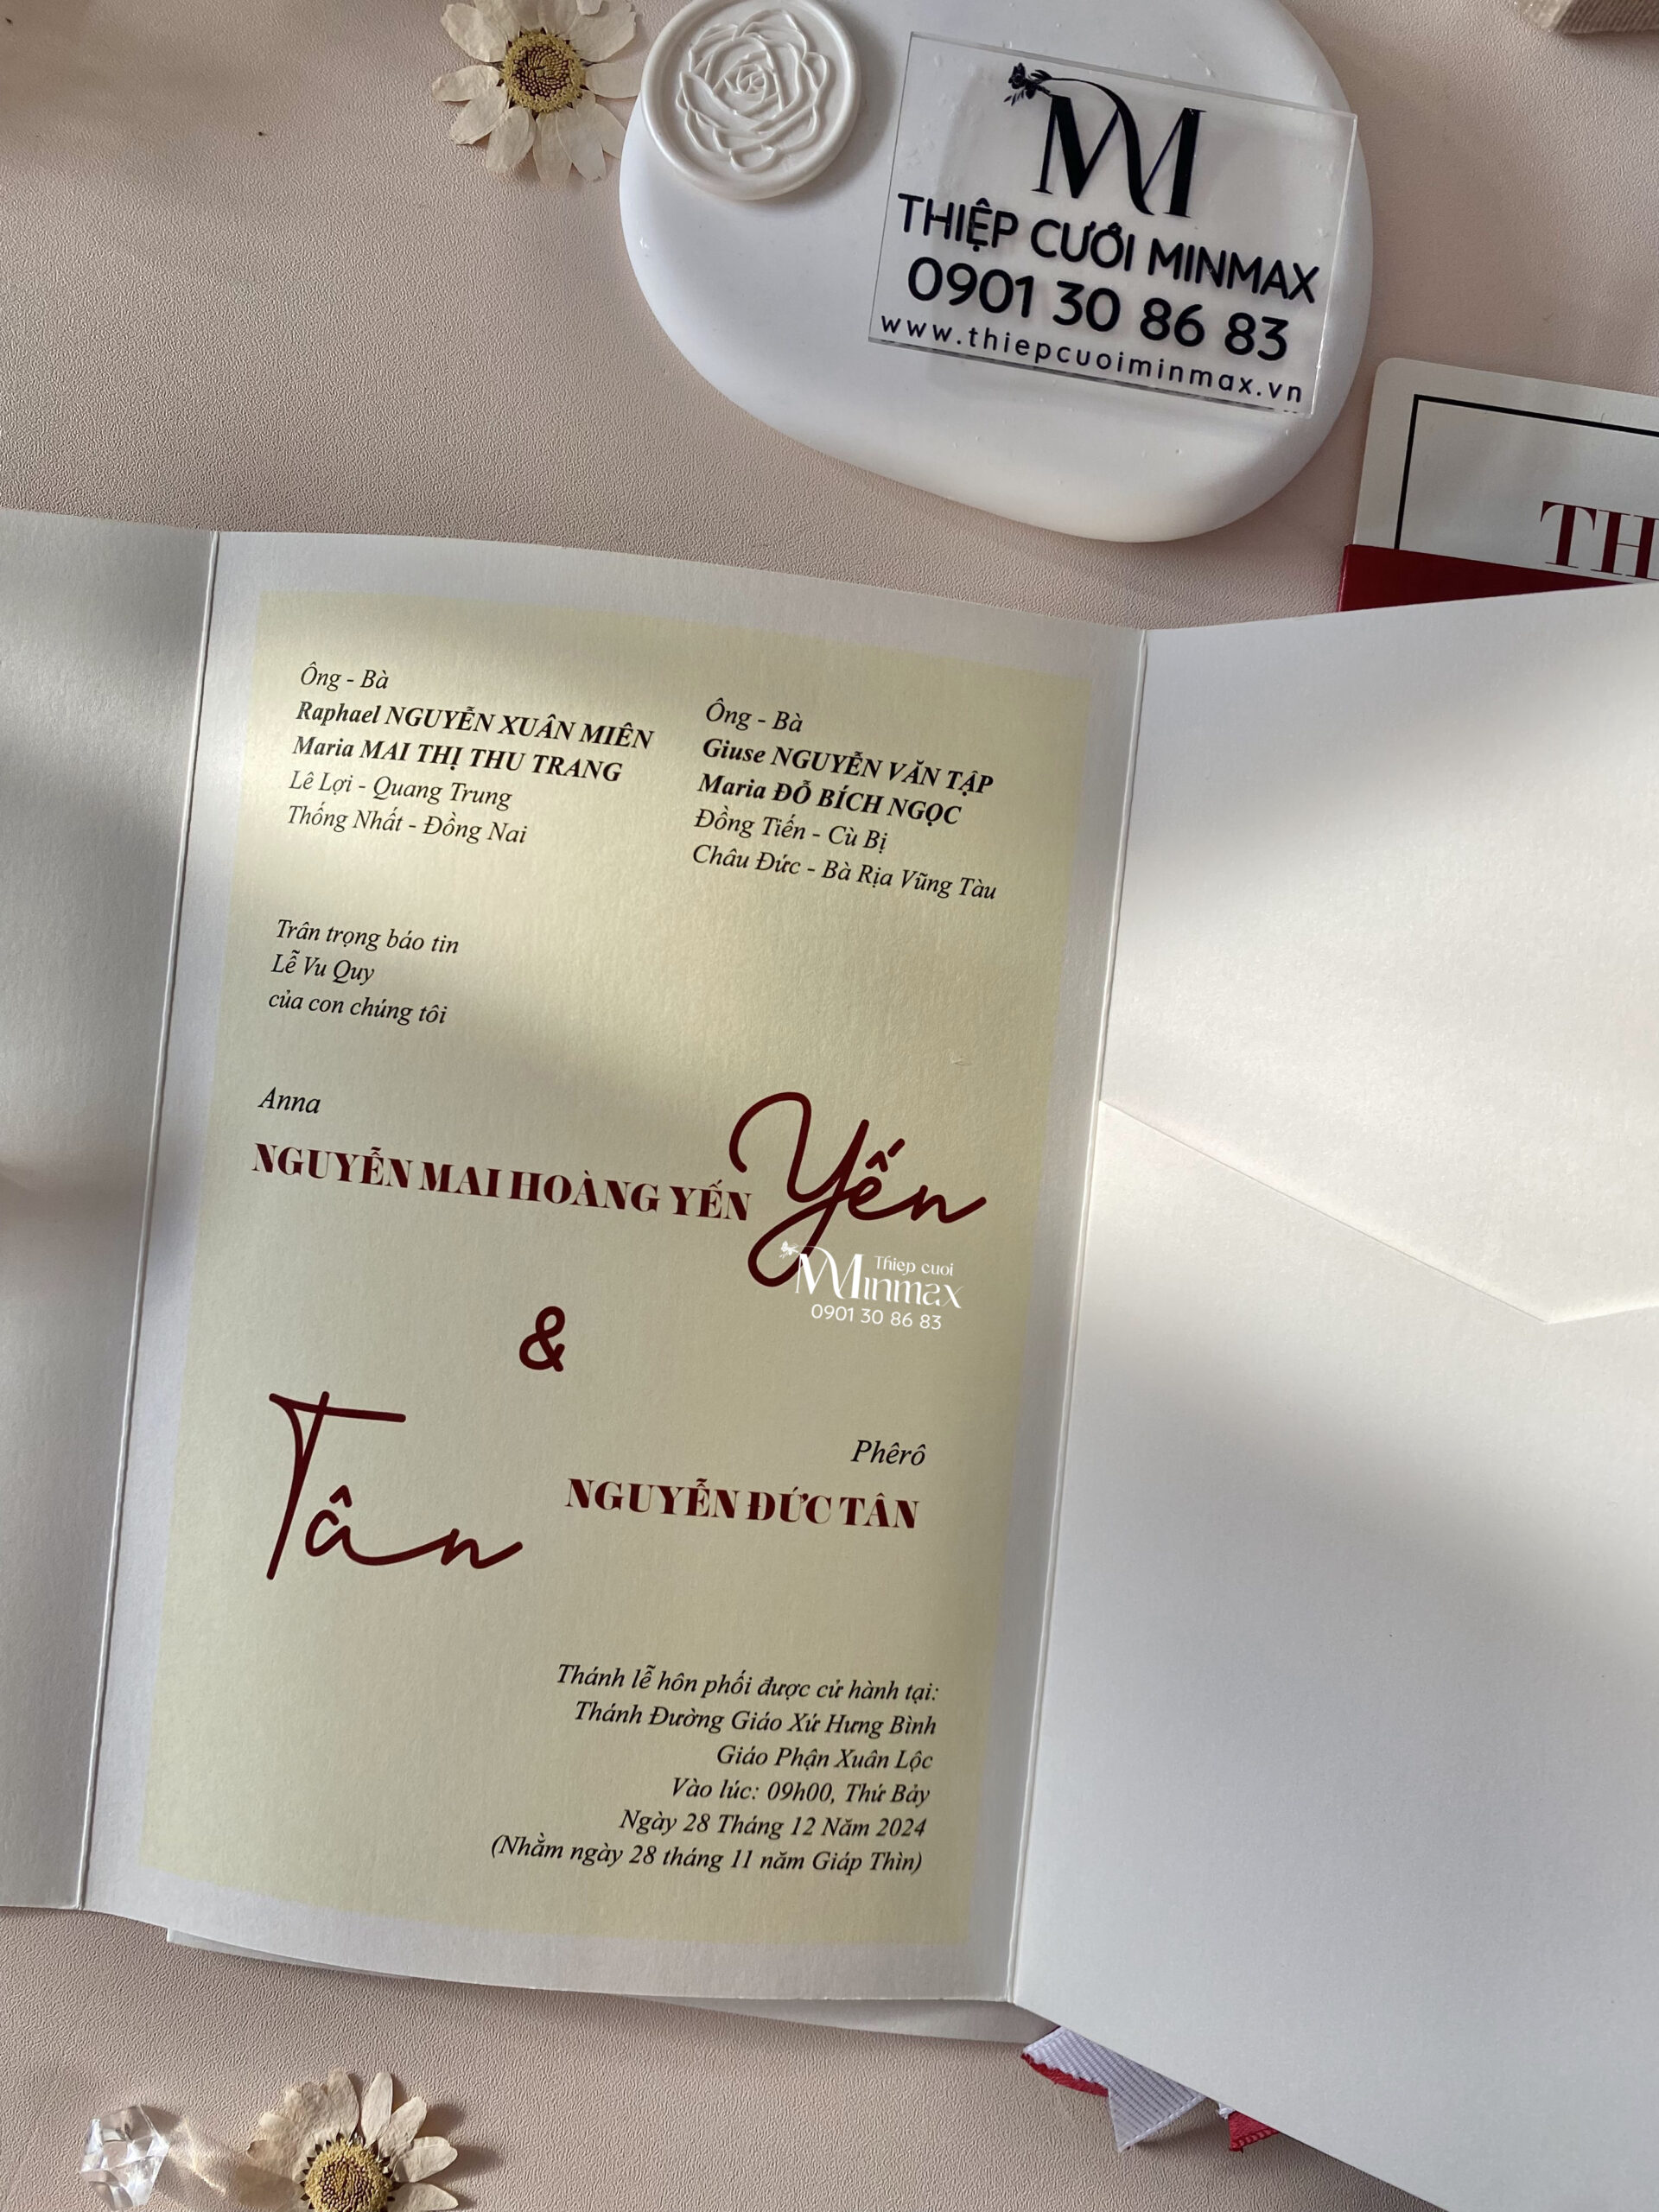 THIỆP CƯỚI MINMAX
0901 30 86 83
www.thiepcuoiminmax.vn
TH
Ông - Bà
Raphael NGUYỄN XUÂN MIÊN
Maria MAI THỊ THU TRANG
Lê Lợi - Quang Trung
Thống Nhất - Đồng Nai
Ông - Bà
Giuse NGUYỄN VĂN TẬP
Maria ĐỖ BÍCH NGỌC
Đồng Tiến - Cù Bị
Châu Đức - Bà Rịa Vũng Tàu
Trân trọng báo tin
Lễ Vu Quy
của con chúng tôi
Anna
NGUYỄN MAI HOÀNG YẾN
Yến
Thiep cuoi
Minmax
0901 30 86 83
&
Tân
Phêrô
NGUYỄN ĐỨC TÂN
Thánh lễ hôn phối được cử hành tại:
Thánh Đường Giáo Xứ Hưng Bình
Giáo Phận Xuân Lộc
Vào lúc: 09h00, Thứ Bảy
Ngày 28 Tháng 12 Năm 2024
(Nhằm ngày 28 tháng 11 năm Giáp Thìn)